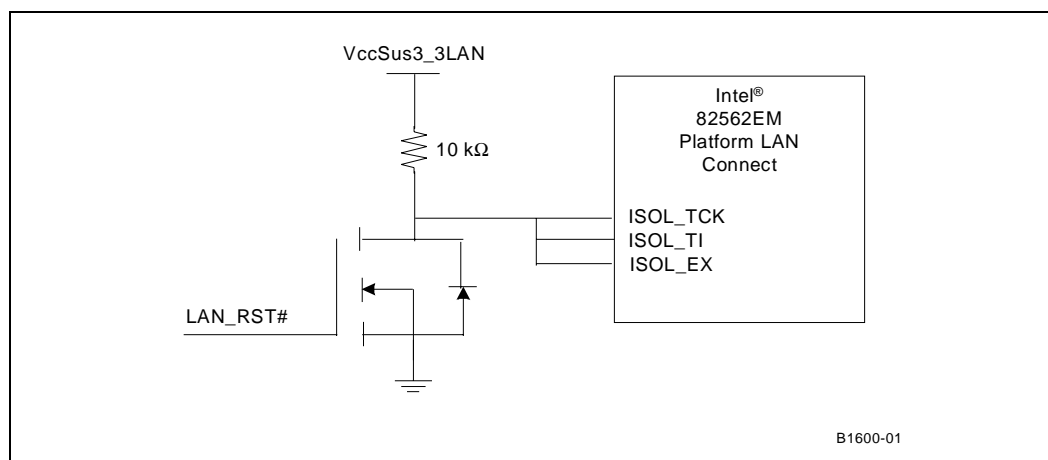 VccSus3_3LAN
Intel®
82562EM
Platform LAN
Connect
10 kΩ
ISOL_TCK
ISOL_TI
ISOL_EX
LAN_RST#
B1600-01